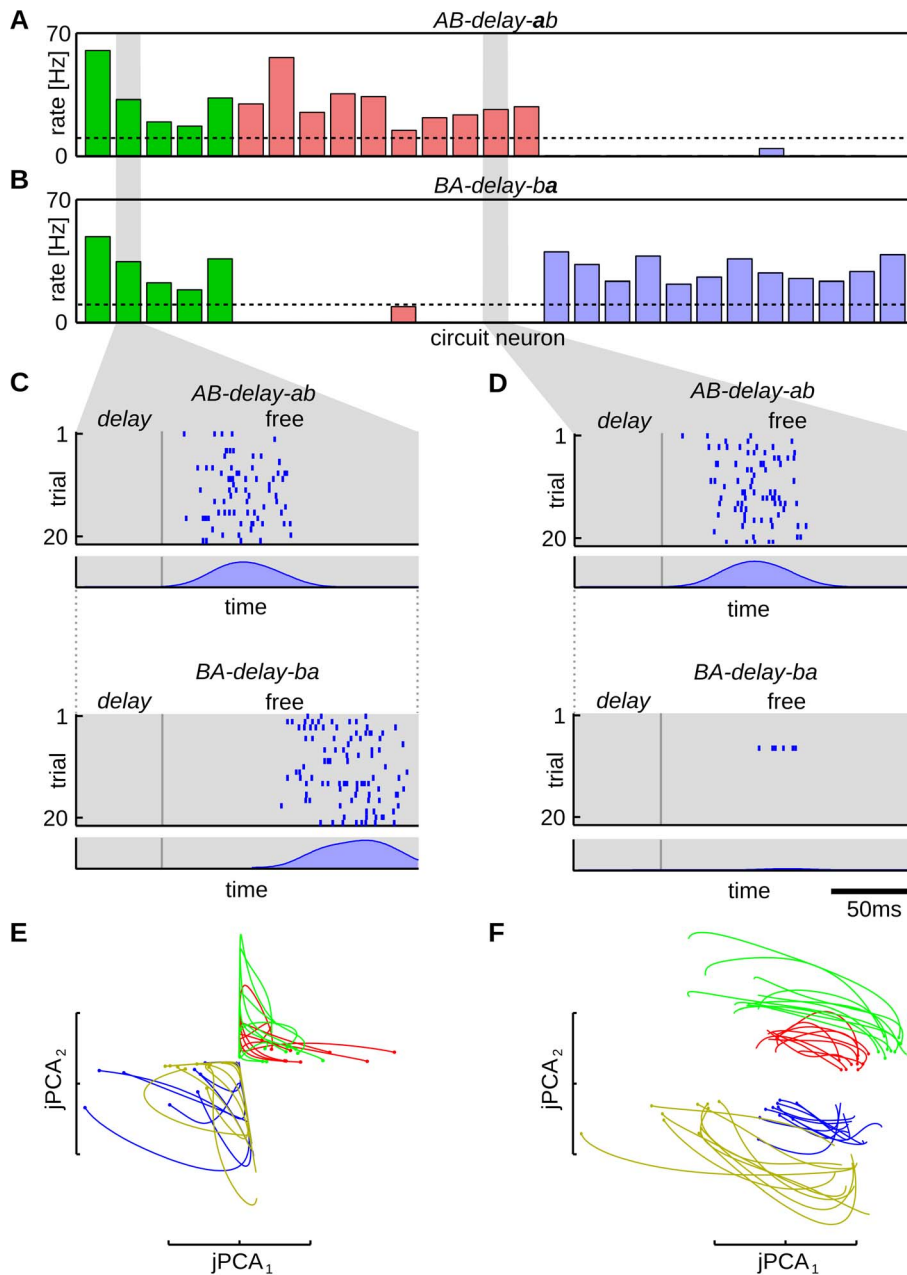 A
AB-delay-ab
70
rate [Hz]
0
B
BA-delay-ba
70
rate [Hz]
0
circuit neuron
C
AB-delay-ab
delay free
1
trial
20
time
BA-delay-ba
delay free
1
trial
20
time
D
AB-delay-ab
delay free
1
trial
20
time
BA-delay-ba
delay free
1
trial
20
time
50ms
E
jPCA2
jPCA1
F
jPCA2
jPCA1